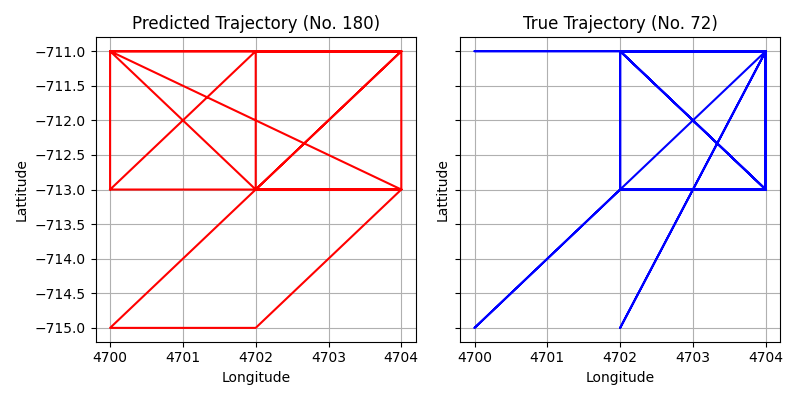 Predicted Trajectory (No. 180)
True Trajectory (No. 72)
−711.0
−711.5
−712.0
−712.5
−713.0
−713.5
−714.0
−714.5
−715.0
Lattitude
Lattitude
4700 4701 4702 4703 4704
4700 4701 4702 4703 4704
Longitude
Longitude